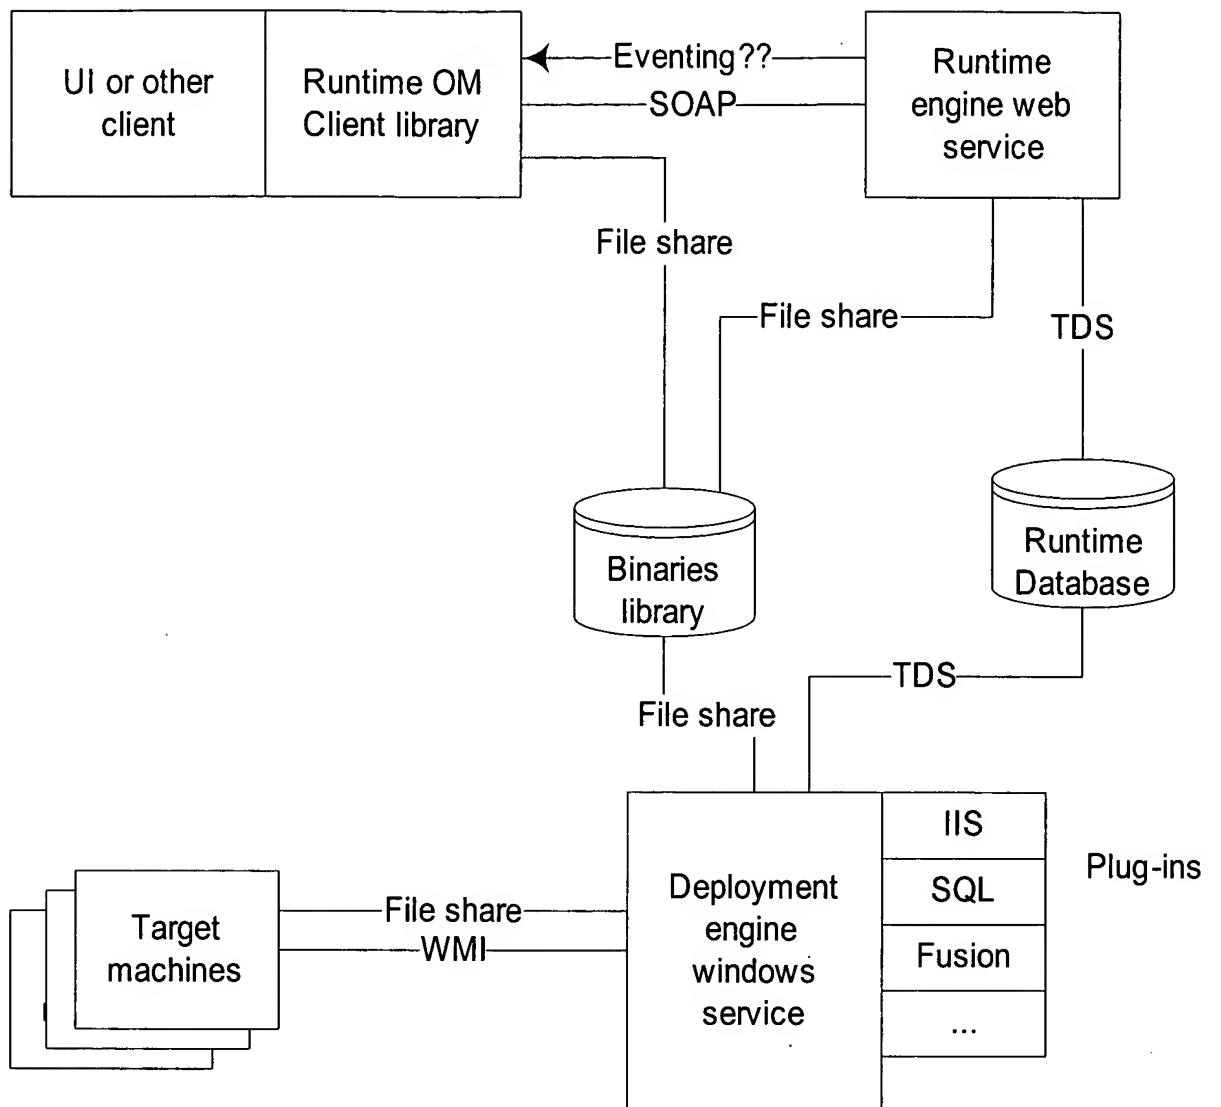 UI or other
client
Runtime OM
Client library
Eventing??
SOAP
Runtime
engine web
service
File share
File share
TDS
Binaries
library
Runtime
Database
TDS
File share
IIS
SQL
Fusion
...
Plug-ins
Deployment
engine
windows
service
File share
WMI
Target
machines